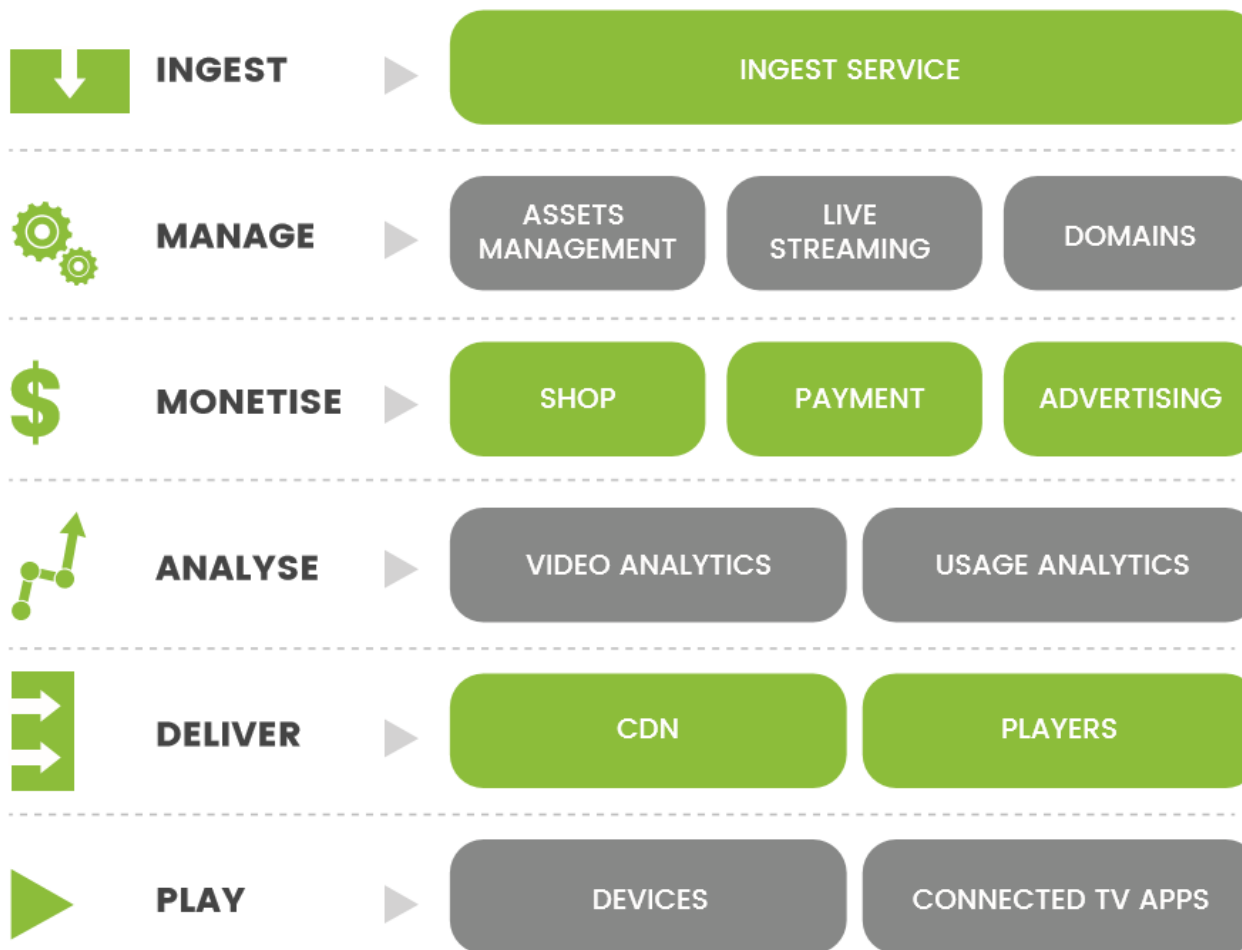 INGEST
INGEST SERVICE
MANAGE
ASSETS
MANAGEMENT
LIVE
STREAMING
DOMAINS
MONETISE
SHOP
PAYMENT
ADVERTISING
ANALYSE
VIDEO ANALYTICS
USAGE ANALYTICS
DELIVER
CDN
PLAYERS
PLAY
DEVICES
CONNECTED TV APPS